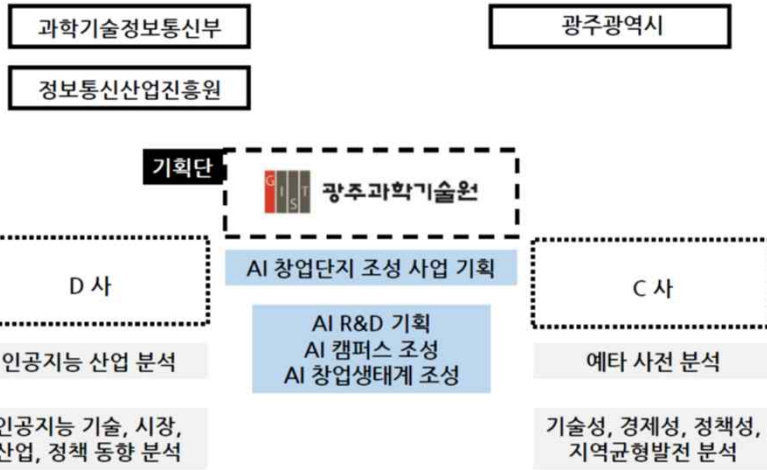 과학기술정보통신부
광주광역시
정보통신산업진흥원
기획단
GIST 광주과학기술원
AI 창업단지 조성 사업 기획
D 사
C 사
AI R&D 기획
AI 캠퍼스 조성
AI 창업생태계 조성
인공지능 산업 분석
예타 사전 분석
인공지능 기술, 시장,
산업, 정책 동향 분석
기술성, 경제성, 정책성,
지역균형발전 분석